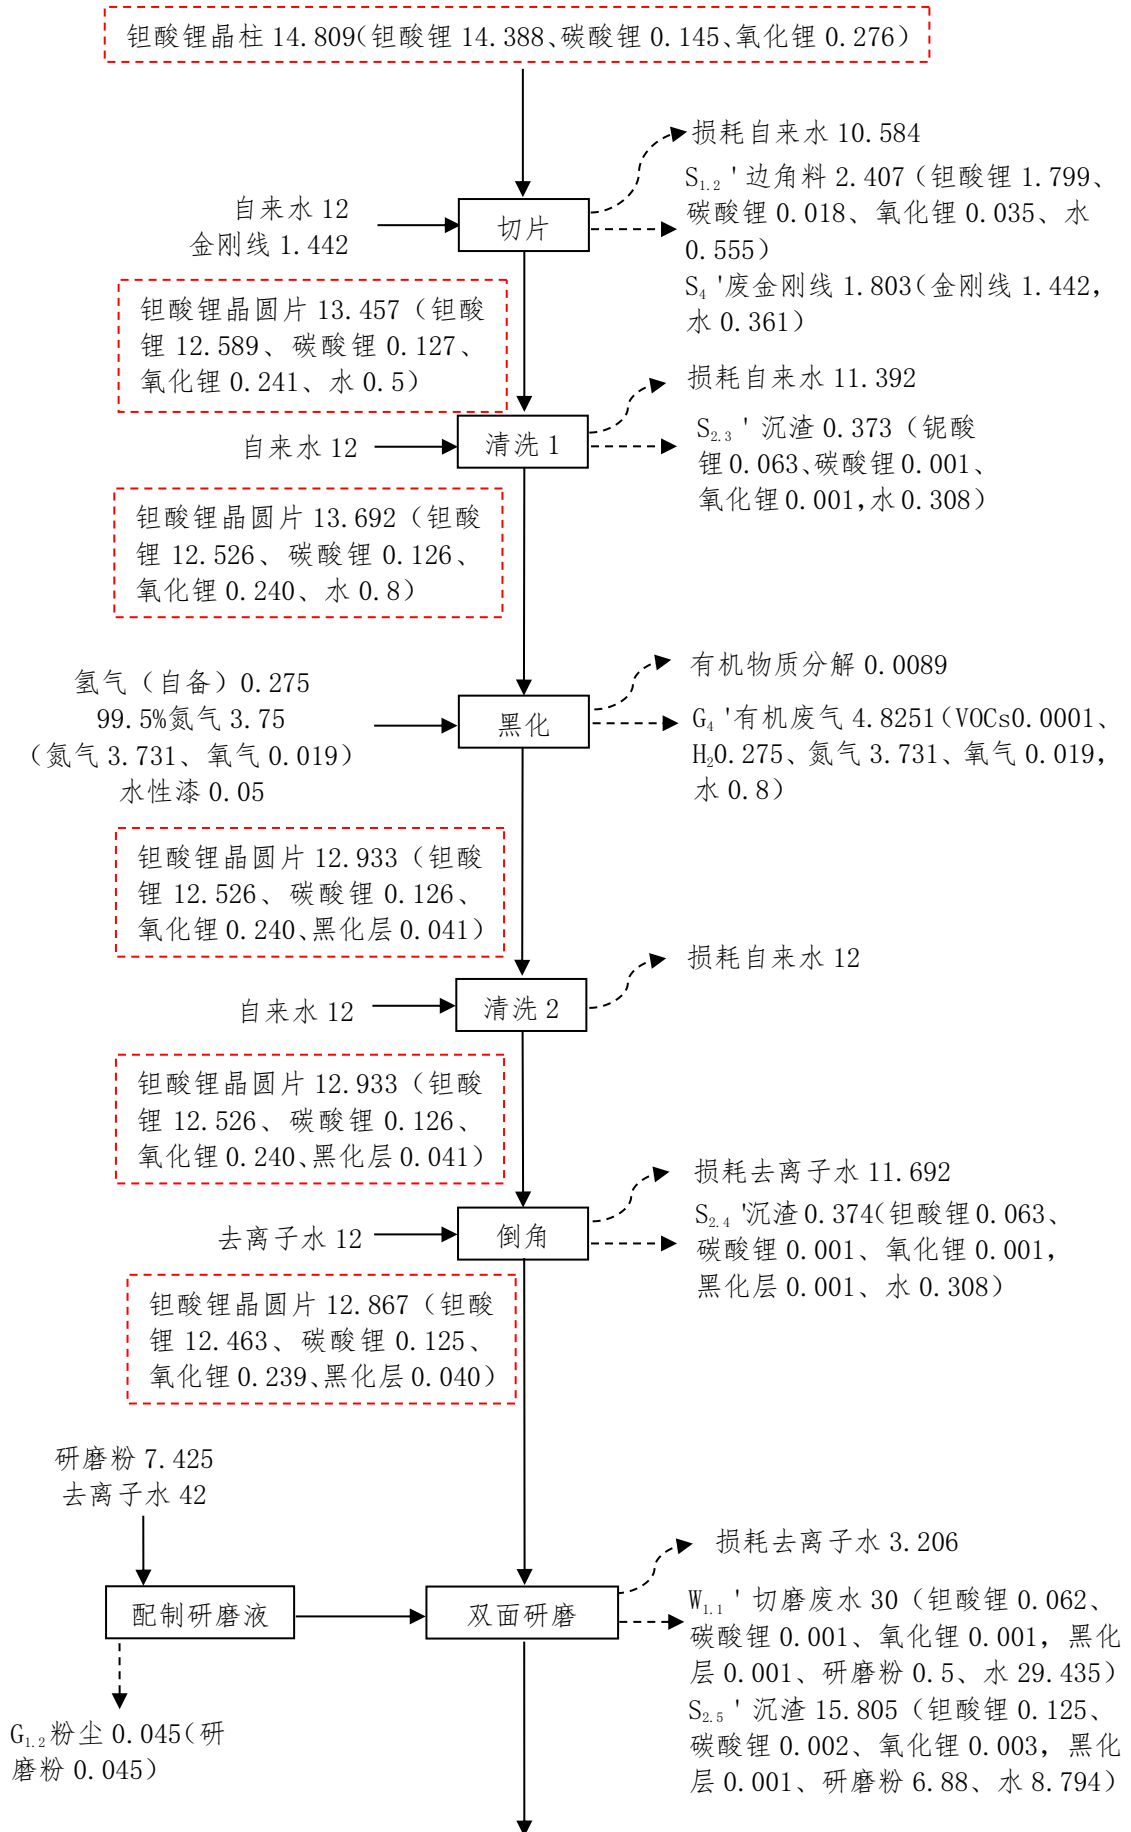 钽酸锂晶柱 14.809(钽酸锂 14.388、碳酸锂 0.145、氧化锂 0.276)
损耗自来水 10.584
S1.2 '边角料 2.407（钽酸锂 1.799、
碳酸锂 0.018、氧化锂 0.035、水
0.555）
自来水 12
金刚线 1.442
切片
S4 '废金刚线 1.803(金刚线 1.442,
水 0.361）
钽酸锂晶圆片 13.457（钽酸
锂 12.589、碳酸锂 0.127、
氧化锂 0.241、水 0.5）
损耗自来水 11.392
自来水 12
清洗 1
S2.3 ' 沉渣 0.373（铌酸
锂 0.063、碳酸锂 0.001、
氧化锂 0.001,水 0.308）
钽酸锂晶圆片 13.692（钽酸
锂 12.526、碳酸锂 0.126、
氧化锂 0.240、水 0.8）
有机物质分解 0.0089
氢气（自备）0.275
99.5%氮气 3.75
（氮气 3.731、氧气 0.019）
水性漆 0.05
黑化
G4 '有机废气 4.8251(VOCs0.0001、
H20.275、氮气 3.731、氧气 0.019,
水 0.8）
钽酸锂晶圆片 12.933（钽酸
锂 12.526、碳酸锂 0.126、
氧化锂 0.240、黑化层 0.041）
损耗自来水 12
自来水 12
清洗 2
钽酸锂晶圆片 12.933（钽酸
锂 12.526、碳酸锂 0.126、
氧化锂 0.240、黑化层 0.041）
损耗去离子水 11.692
去离子水 12
倒角
S2.4 '沉渣 0.374(钽酸锂 0.063、
碳酸锂 0.001、氧化锂 0.001,
黑化层 0.001、水 0.308）
钽酸锂晶圆片 12.867（钽酸
锂 12.463、碳酸锂 0.125、
氧化锂 0.239、黑化层 0.040）
研磨粉 7.425
去离子水 42
损耗去离子水 3.206
配制研磨液
双面研磨
W1.1 ' 切磨废水 30（钽酸锂 0.062、
碳酸锂 0.001、氧化锂 0.001, 黑化
层 0.001、研磨粉 0.5、水 29.435）
S2.5 ' 沉渣 15.805（钽酸锂 0.125、
碳酸锂 0.002、氧化锂 0.003, 黑化
层 0.001、研磨粉 6.88、水 8.794）
G1.2 粉尘 0.045(研
磨粉 0.045）